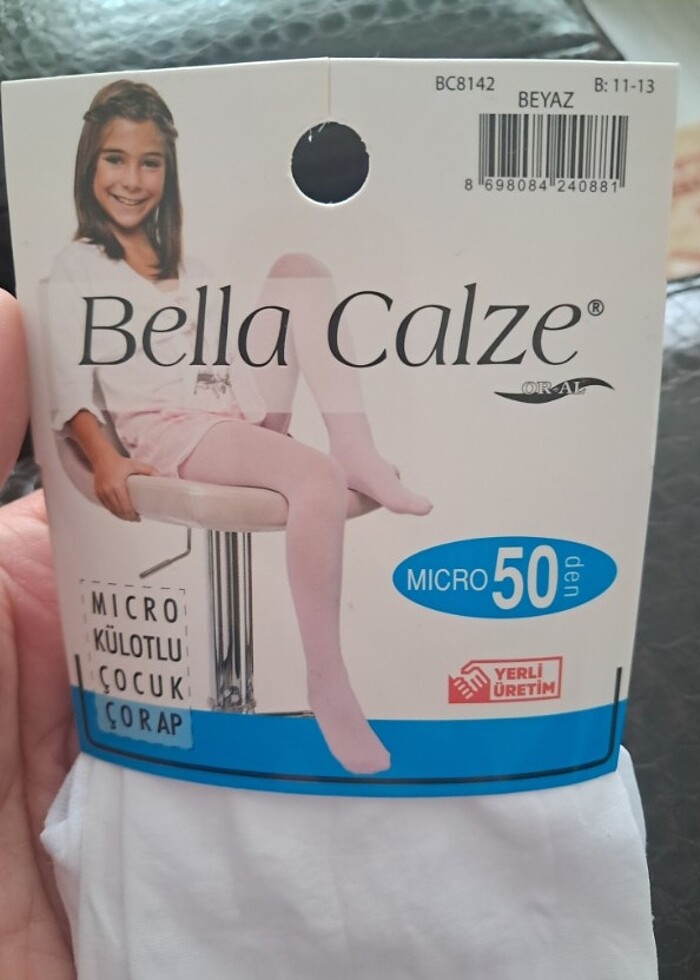 BC8142
B: 11-13
BEYAZ
8 698084 240881
Bella Calze®
OR-AL
MICRO 50 den
MICRO
KÜLOTLU
ÇOCUK
ÇORAP
YERLİ
ÜRETİM